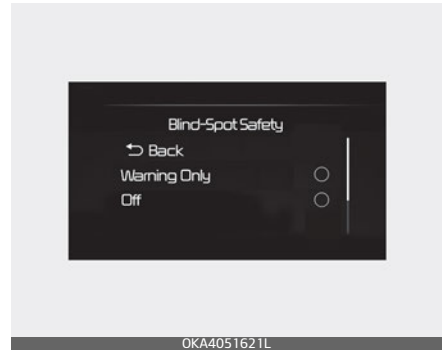 Blind-Spot Safety
Back
Warning Only
Off
OKA4051621L